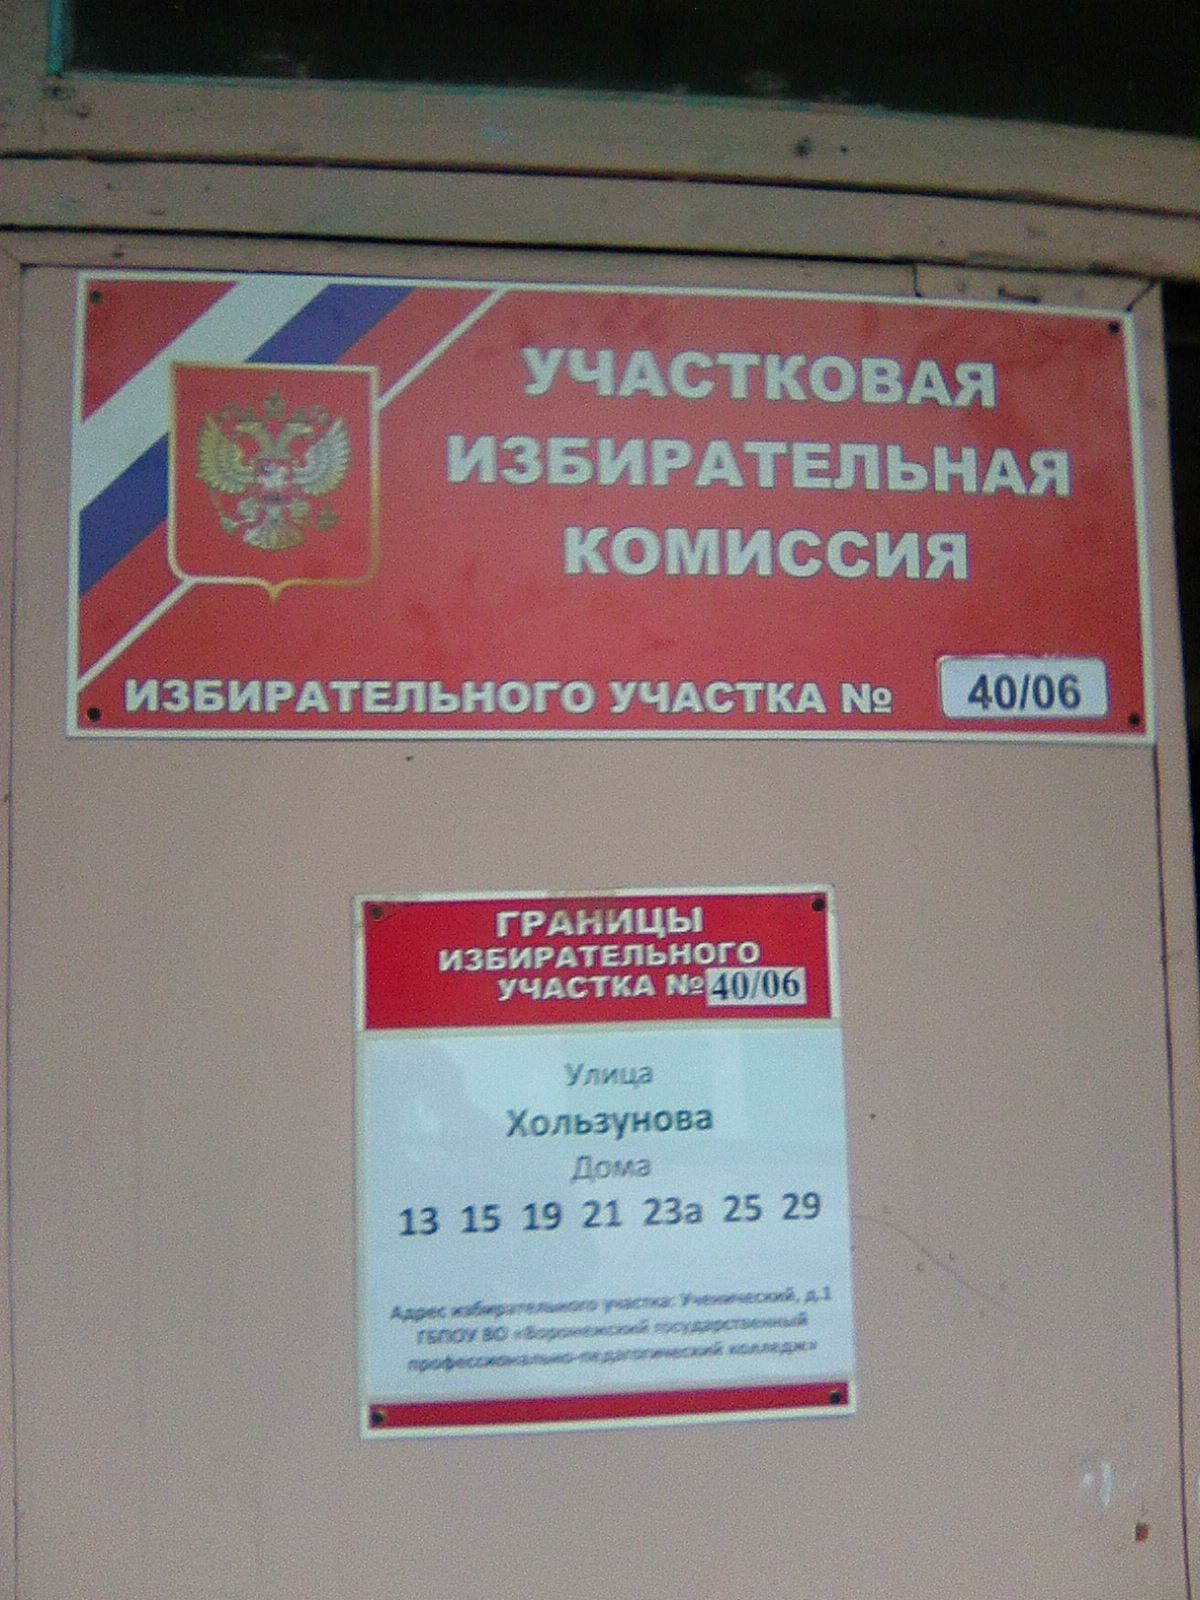 УЧАСТКОВАЯ
ИЗБИРАТЕЛЬНАЯ
КОМИССИЯ
ИЗБИРАТЕЛЬНОГО УЧАСТКА № 40/06
ГРАНИЦЫ
ИЗБИРАТЕЛЬНОГО
УЧАСТКА № 40/06
Улица
Хользунова
Дома
13 15 19 21 23а 25 29
Адрес избирательного участка: Ученический, д.1
ГБПОУ ВО «Воронежский государственный
профессионально-педагогический колледж»